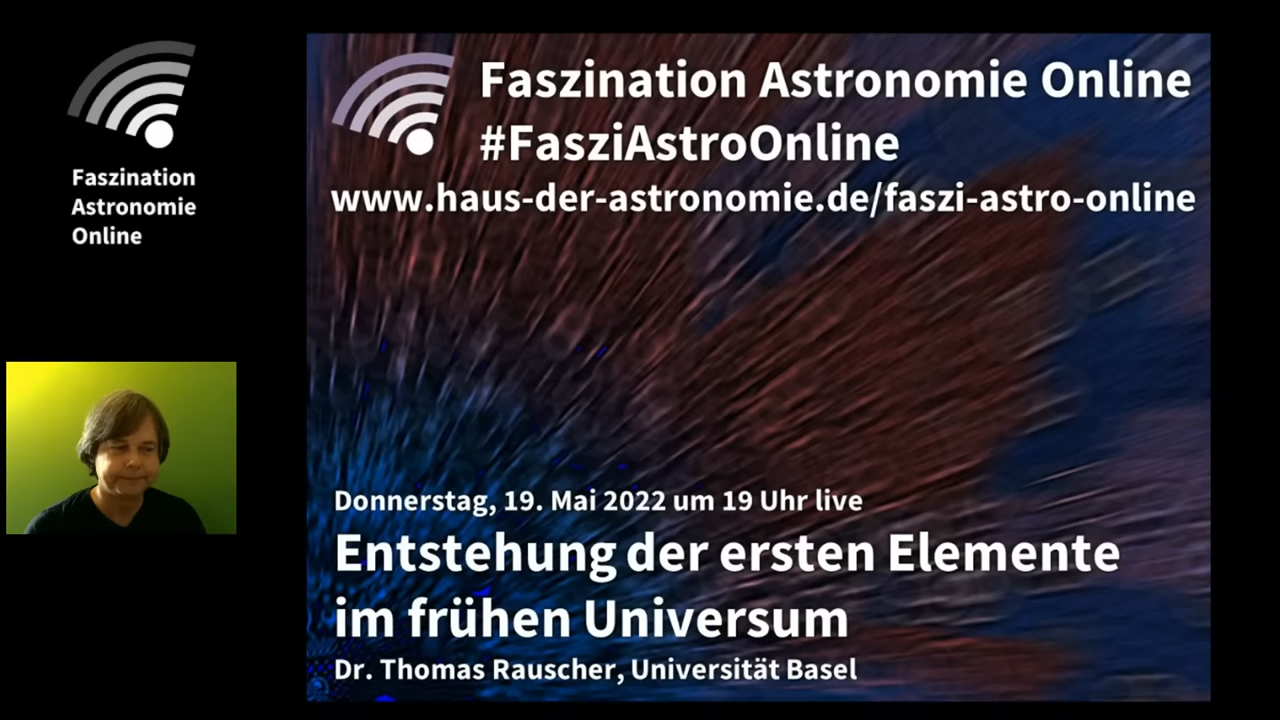 Faszination
Astronomie
Online
Faszination Astronomie Online
#FasziAstroOnline
www.haus-der-astronomie.de/faszi-astro-online
Donnerstag, 19. Mai 2022 um 19 Uhr live
Entstehung der ersten Elemente
im frühen Universum
Dr. Thomas Rauscher, Universität Basel